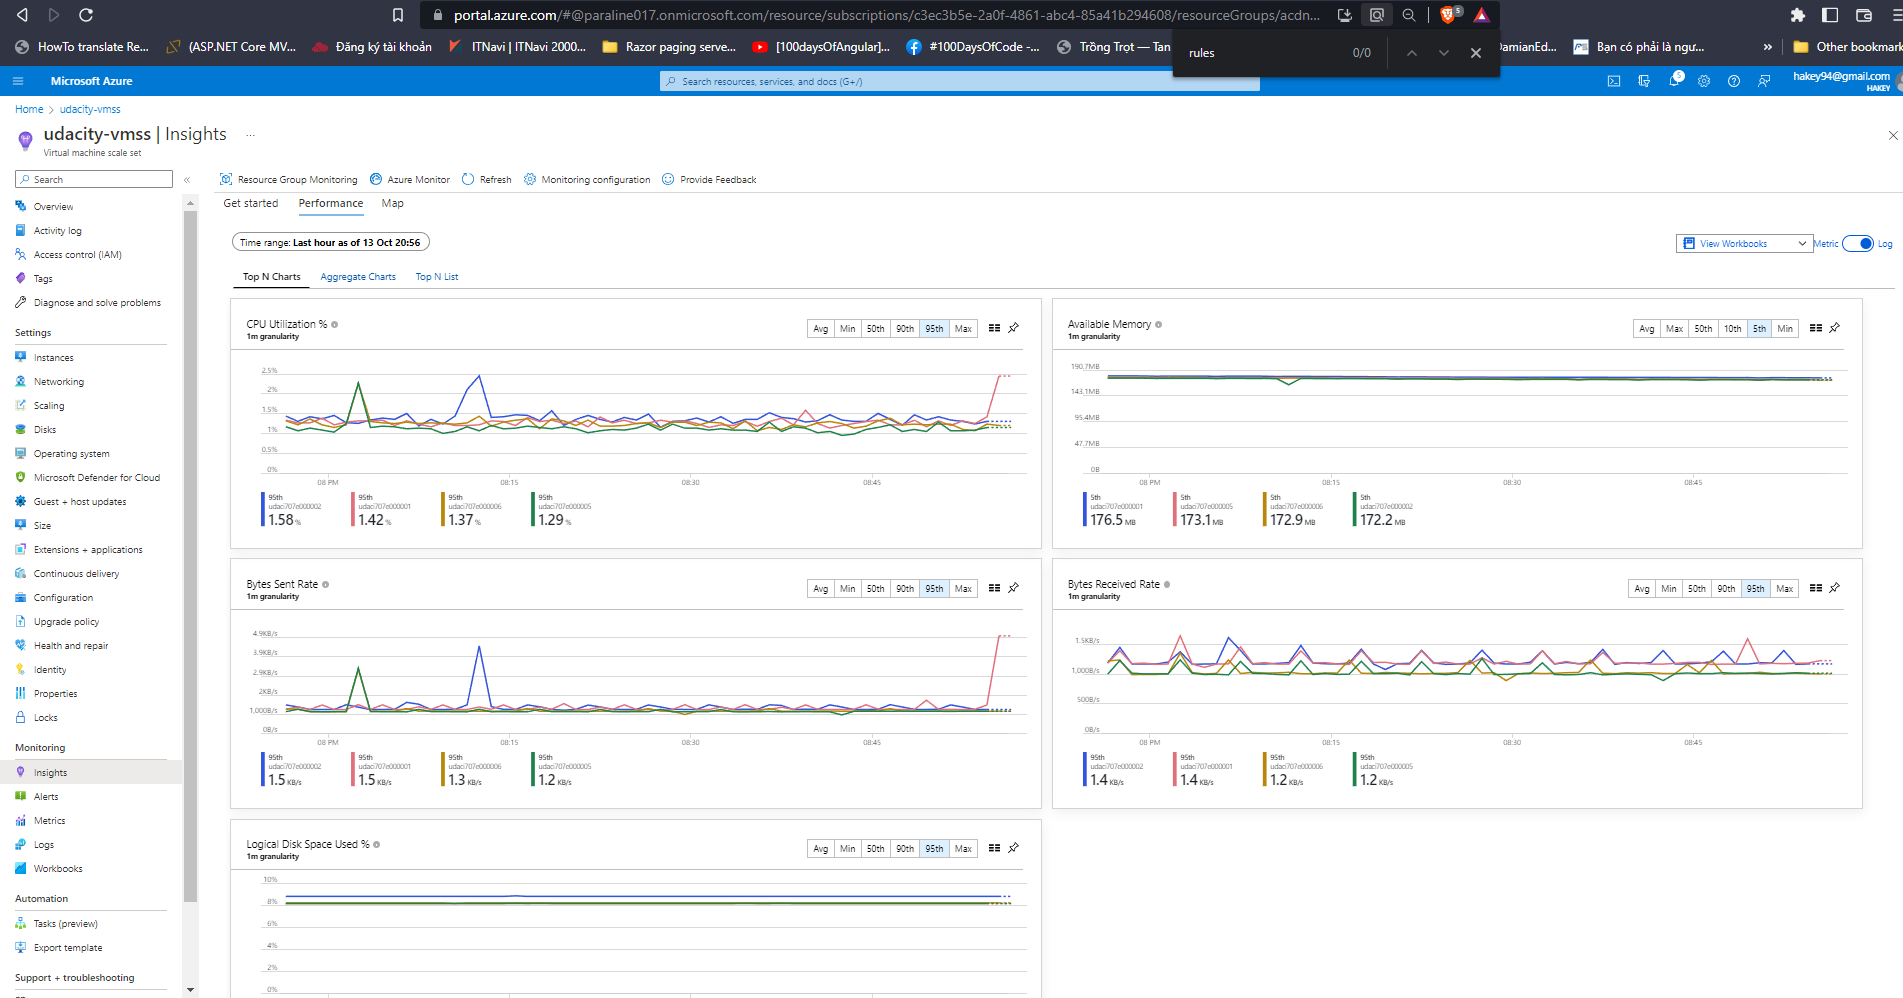 portal.azure.com/#@paraline017.onmicrosoft.com/resource/subscriptions/c3ec3b5e-2a0f-4861-abc4-85a41b294608/resourceGroups/acdn...
5
HowTo translate Re...
(ASP.NET Core MV...
Đăng ký tài khoản
ITNavi | ITNavi 2000...
Razor paging serve...
[100daysOfAngular]...
#100DaysOfCode -...
Trồng Trọt — Tan
DamianEd...
Bạn có phải là ngư...
»
Other bookmark
rules
0/0
Microsoft Azure
Search resources, services, and docs (G+/)
5
hakey94@gmail.com
HAKEY
Home > udacity-vmss
udacity-vmss | Insights
...
Virtual machine scale set
Search
«
Overview
Activity log
Access control (IAM)
Tags
Diagnose and solve problems
Settings
Instances
Networking
Scaling
Disks
Operating system
Microsoft Defender for Cloud
Guest + host updates
Size
Extensions + applications
Continuous delivery
Configuration
Upgrade policy
Health and repair
Identity
Properties
Locks
Monitoring
Insights
Alerts
Metrics
Logs
Workbooks
Automation
Tasks (preview)
Export template
Support + troubleshooting
Resource Group Monitoring
Azure Monitor
Refresh
Monitoring configuration
Provide Feedback
Get started
Performance
Map
Time range: Last hour as of 13 Oct 20:56
View Workbooks
Metric
Log
Top N Charts
Aggregate Charts
Top N List
CPU Utilization %
1m granularity
Avg Min 50th 90th 95th Max
2.5%
2%
1.5%
1%
0.5%
0%
08 PM 08:15 08:30 08:45
95th 95th 95th 95th
udaci707e000002 udaci707e000001 udaci707e000006 udaci707e000005
1.58 % 1.42 % 1.37 % 1.29 %
Available Memory
1m granularity
Avg Max 50th 10th 5th Min
190.7MB
143.1MB
95.4MB
47.7MB
0B
08 PM 08:15 08:30 08:45
5th 5th 5th 5th
udaci707e000001 udaci707e000005 udaci707e000006 udaci707e000002
176.5 MB 173.1 MB 172.9 MB 172.2 MB
Bytes Sent Rate
1m granularity
Avg Min 50th 90th 95th Max
4.9KB/s
3.9KB/s
2.9KB/s
2KB/s
1,000B/s
0B/s
08 PM 08:15 08:30 08:45
95th 95th 95th 95th
udaci707e000002 udaci707e000001 udaci707e000006 udaci707e000005
1.5 KB/s 1.5 KB/s 1.3 KB/s 1.2 KB/s
Bytes Received Rate
1m granularity
Avg Min 50th 90th 95th Max
1.5KB/s
1,000B/s
500B/s
0B/s
08 PM 08:15 08:30 08:45
95th 95th 95th 95th
udaci707e000002 udaci707e000001 udaci707e000006 udaci707e000005
1.4 KB/s 1.4 KB/s 1.2 KB/s 1.2 KB/s
Logical Disk Space Used %
1m granularity
Avg Min 50th 90th 95th Max
10%
8%
6%
4%
2%
0%